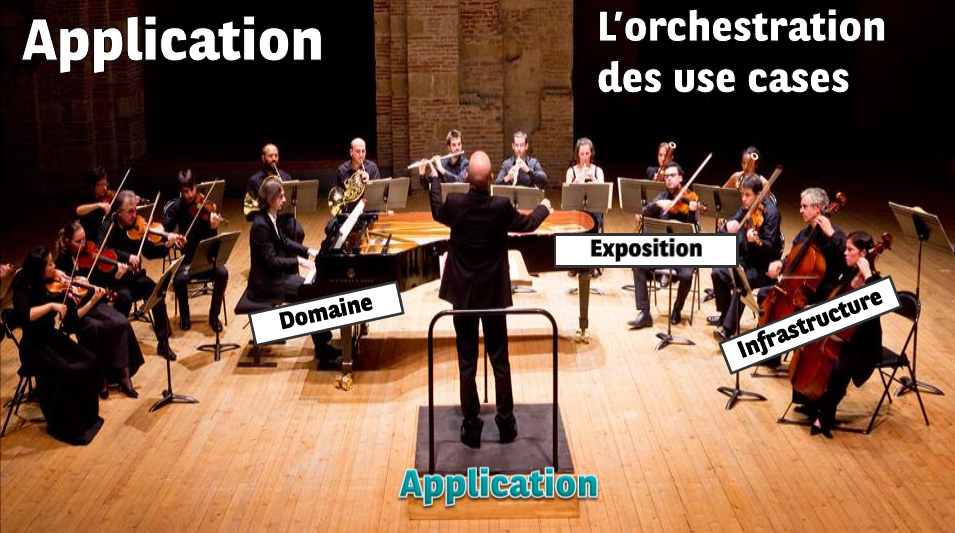 Application
L'orchestration
des use cases
Exposition
Domaine
Infrastructure
Application